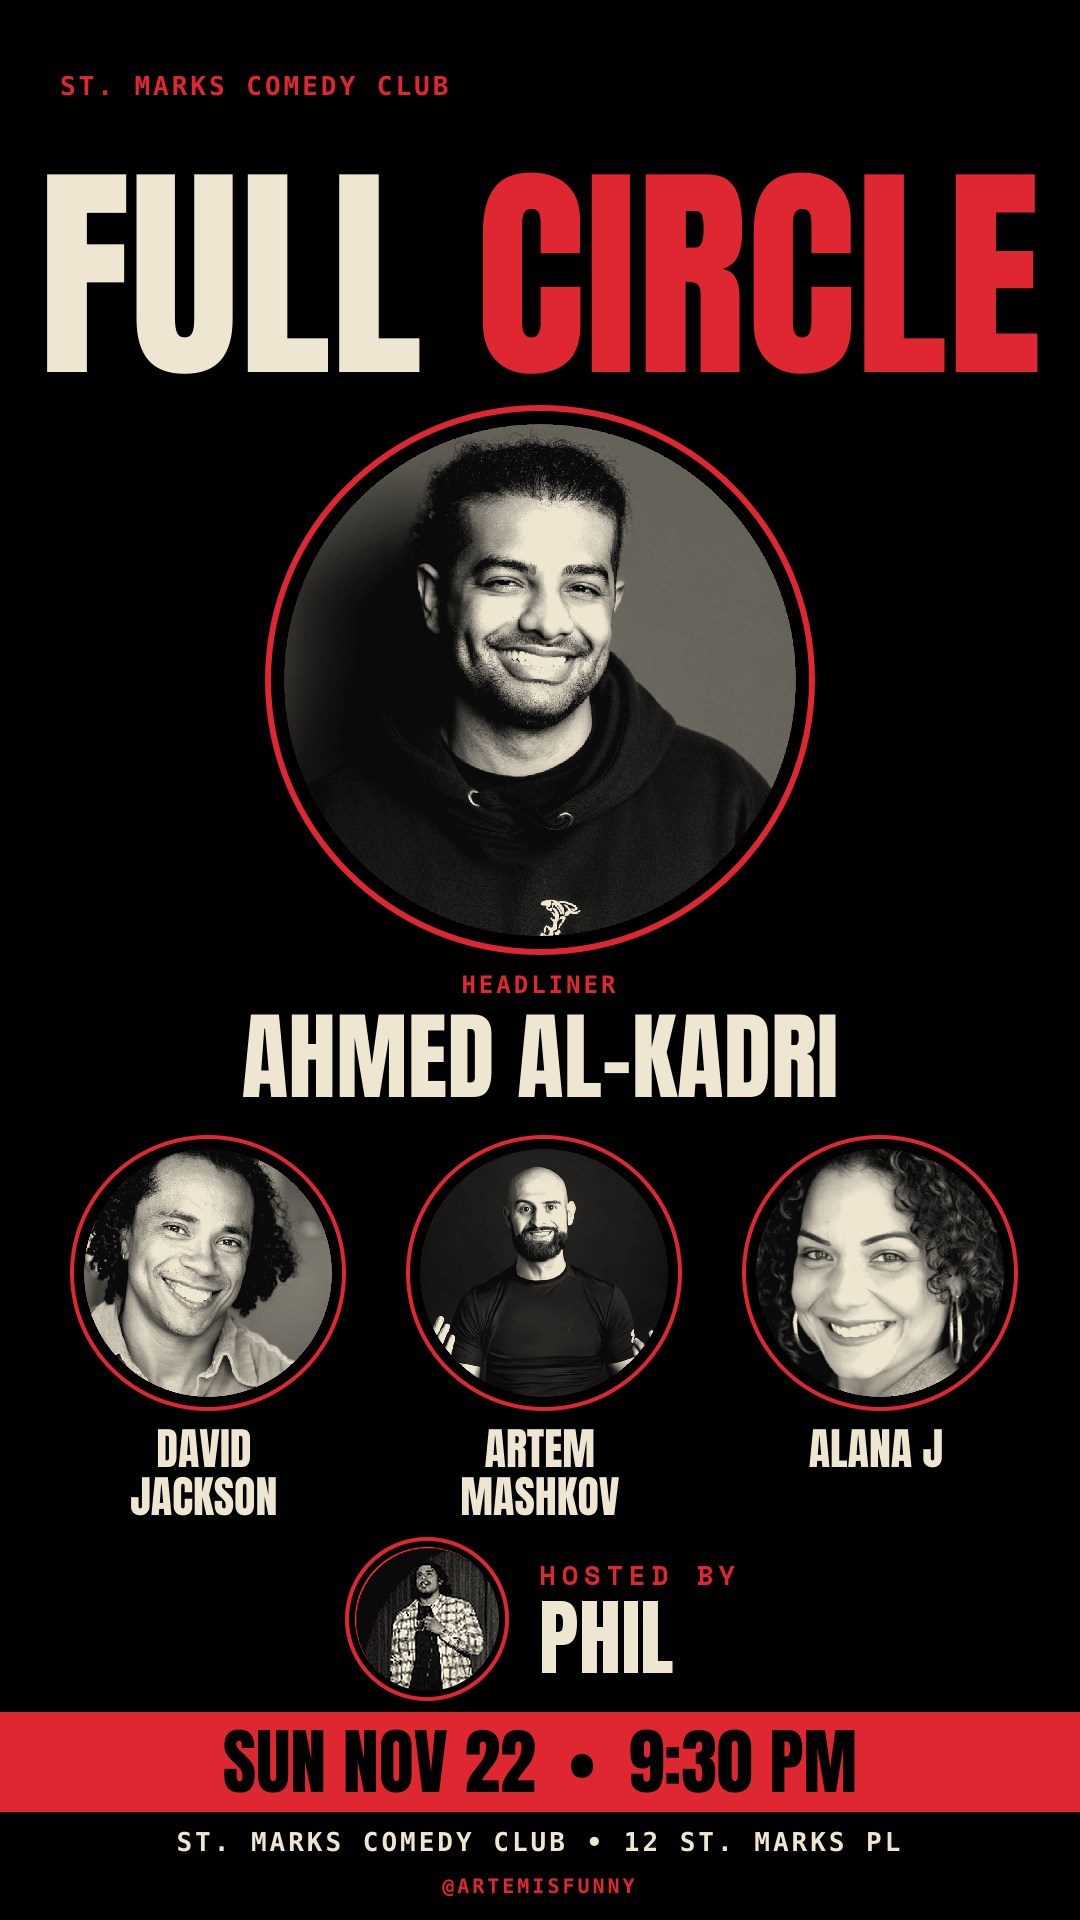 ST. MARKS COMEDY CLUB
FULL CIRCLE
HEADLINER
AHMED AL-KADRI
DAVID
JACKSON
ARTEM
MASHKOV
ALANA J
HOSTED BY
PHIL
SUN NOV 22 • 9:30 PM
ST. MARKS COMEDY CLUB • 12 ST. MARKS PL
@ARTEMISFUNNY